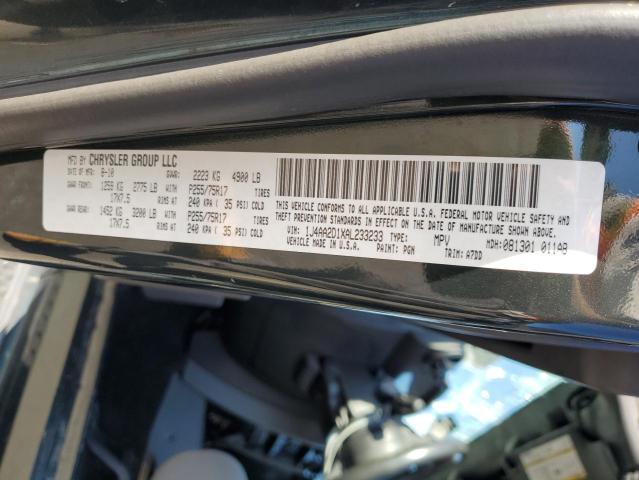 MFD BY CHRYSLER GROUP LLC
DATE OF MFR 8-10 GVWR: 2223 KG 4900 LB
GAWR FRONT 1259 KG 2775 LB WITH P255/75R17 TIRES
17X7.5 RIMS AT 240 KPA ( 35 PSI) COLD
GAWR REAR 1452 KG 3200 LB WITH P255/75R17 TIRES
17X7.5 RIMS AT 240 KPA ( 35 PSI) COLD
THIS VEHICLE CONFORMS TO ALL APPLICABLE U.S.A. FEDERAL MOTOR VEHICLE SAFETY AND
THEFT PREVENTION STANDARDS IN EFFECT ON THE DATE OF MANUFACTURE SHOWN ABOVE.
VIN: 1J4AA2D1XAL233233 TYPE: MPV
VEHICLE MADE IN U.S.A. PAINT: PGN TRIM: A7DD MDH: 081301 011AB